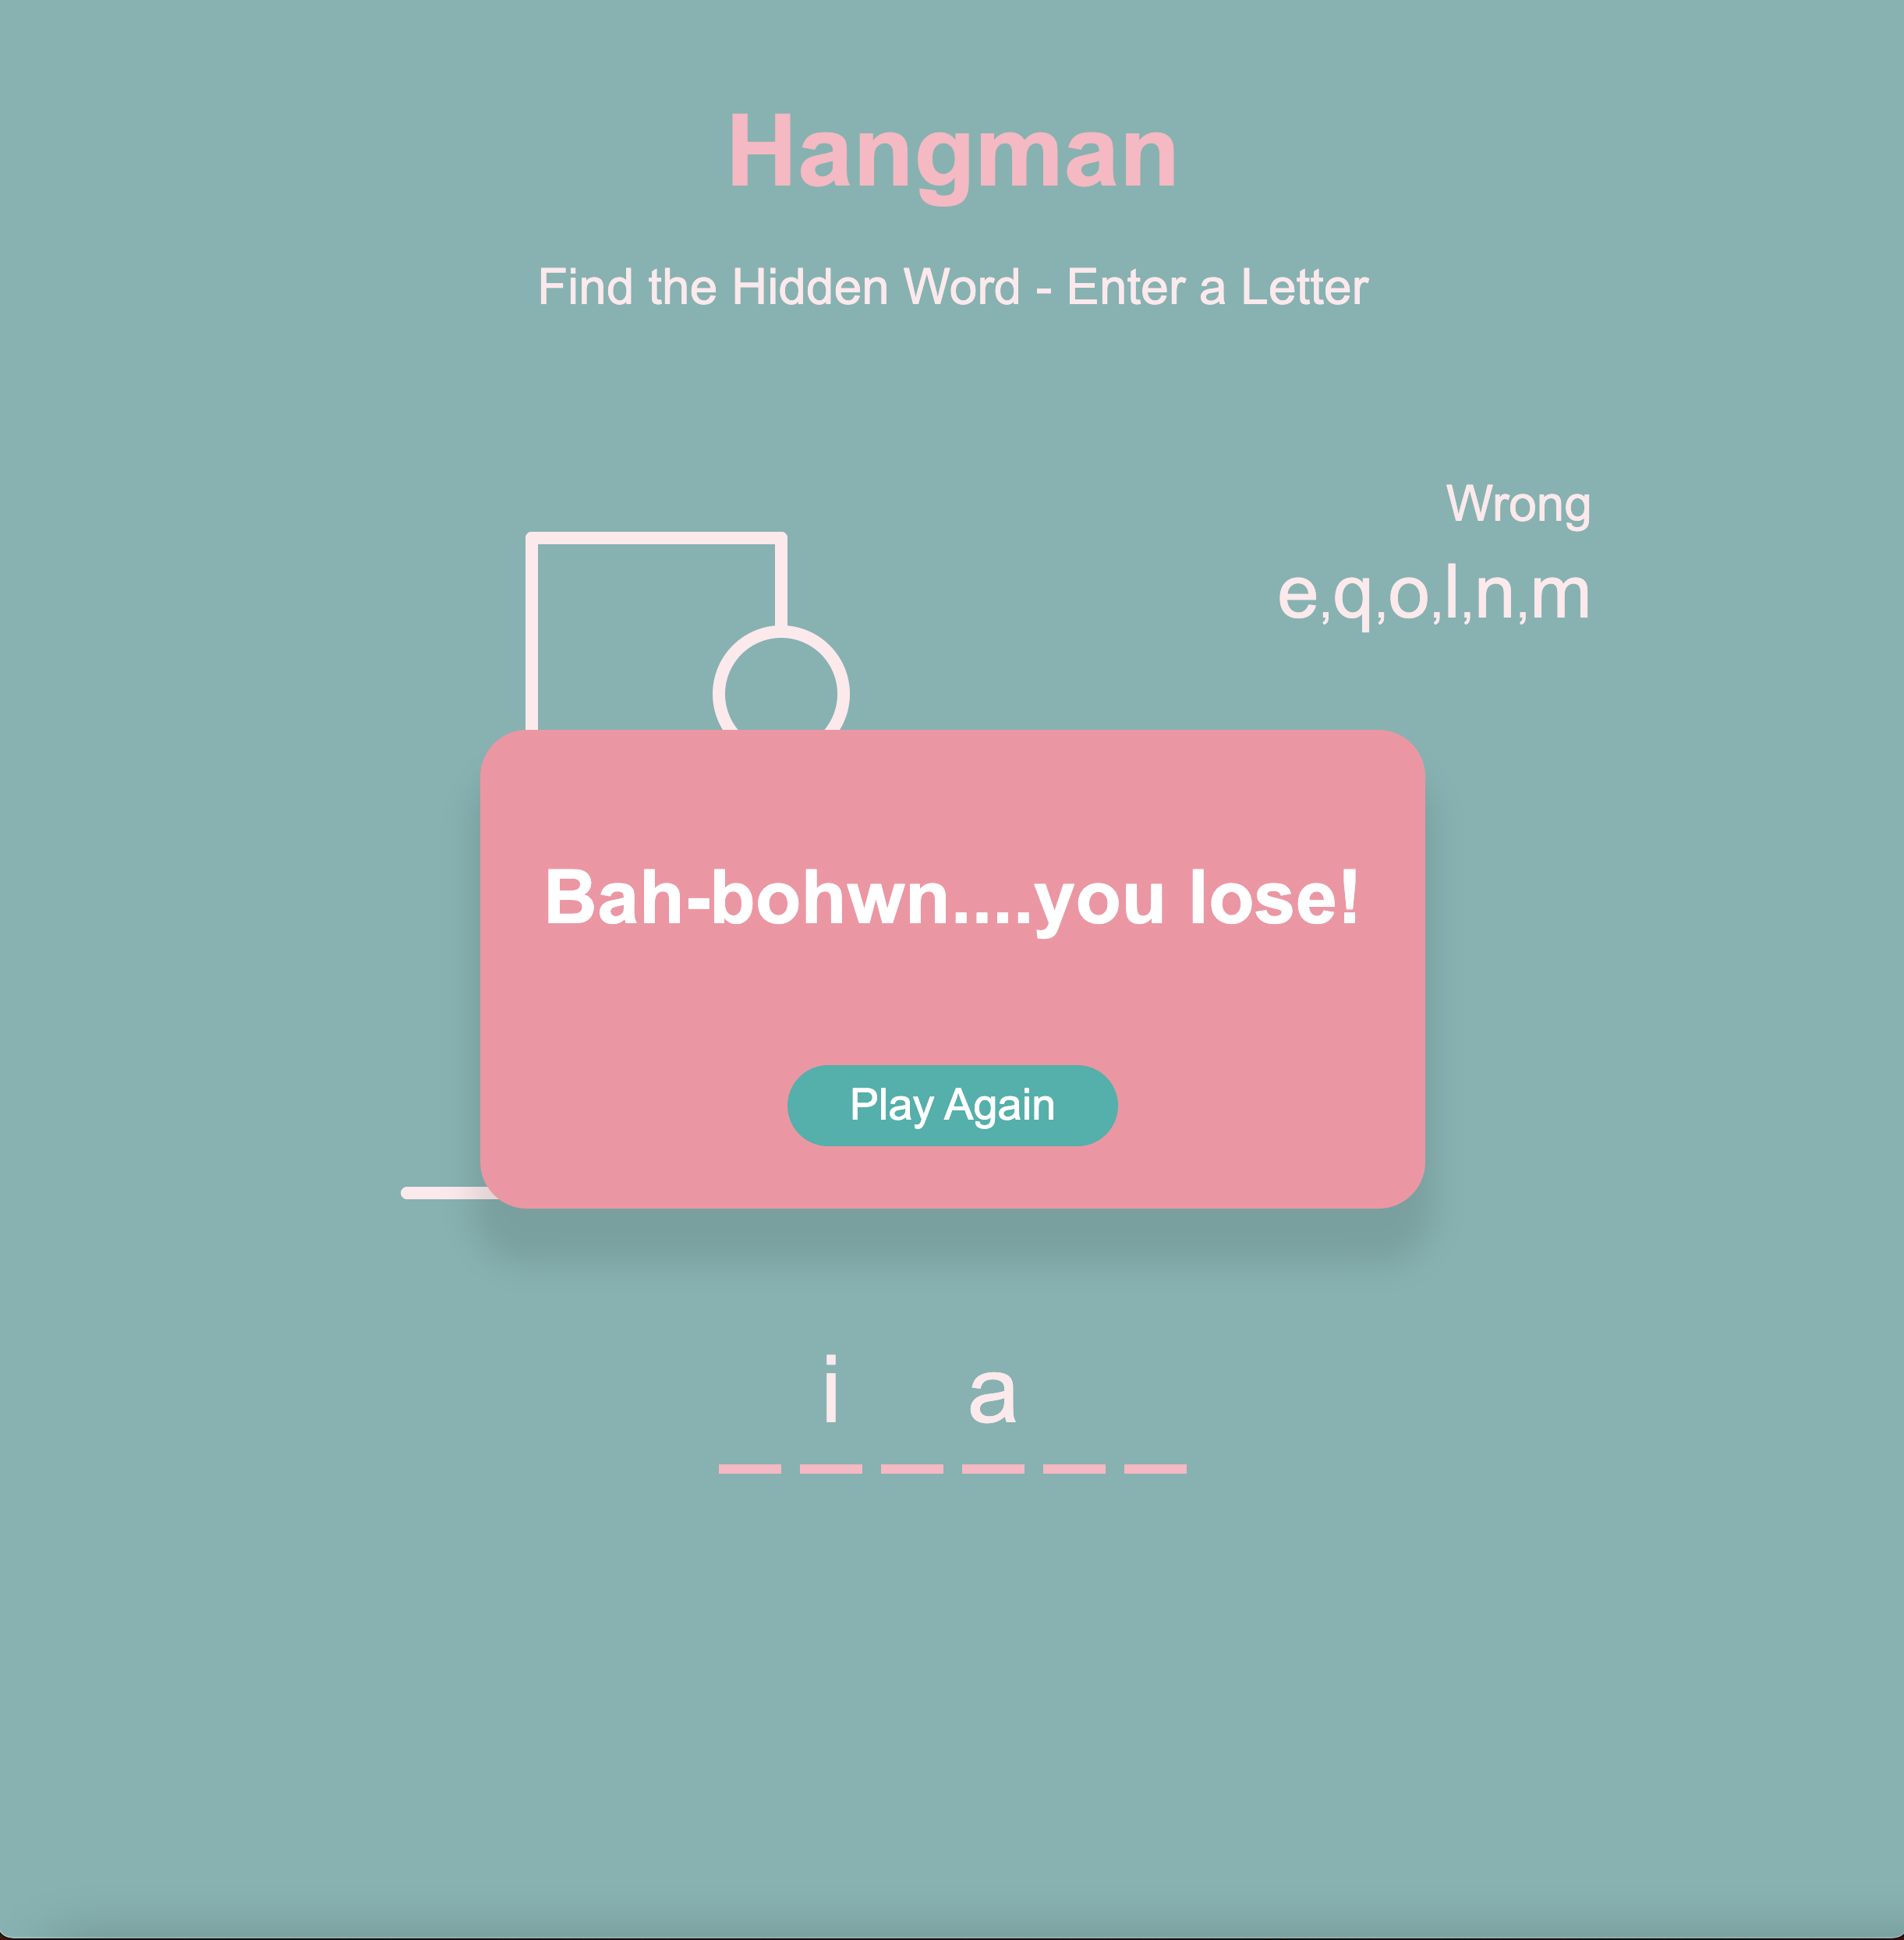 Hangman
Find the Hidden Word - Enter a Letter
Wrong
e,q,o,l,n,m
Bah-bohwn....you lose!
Play Again
i a